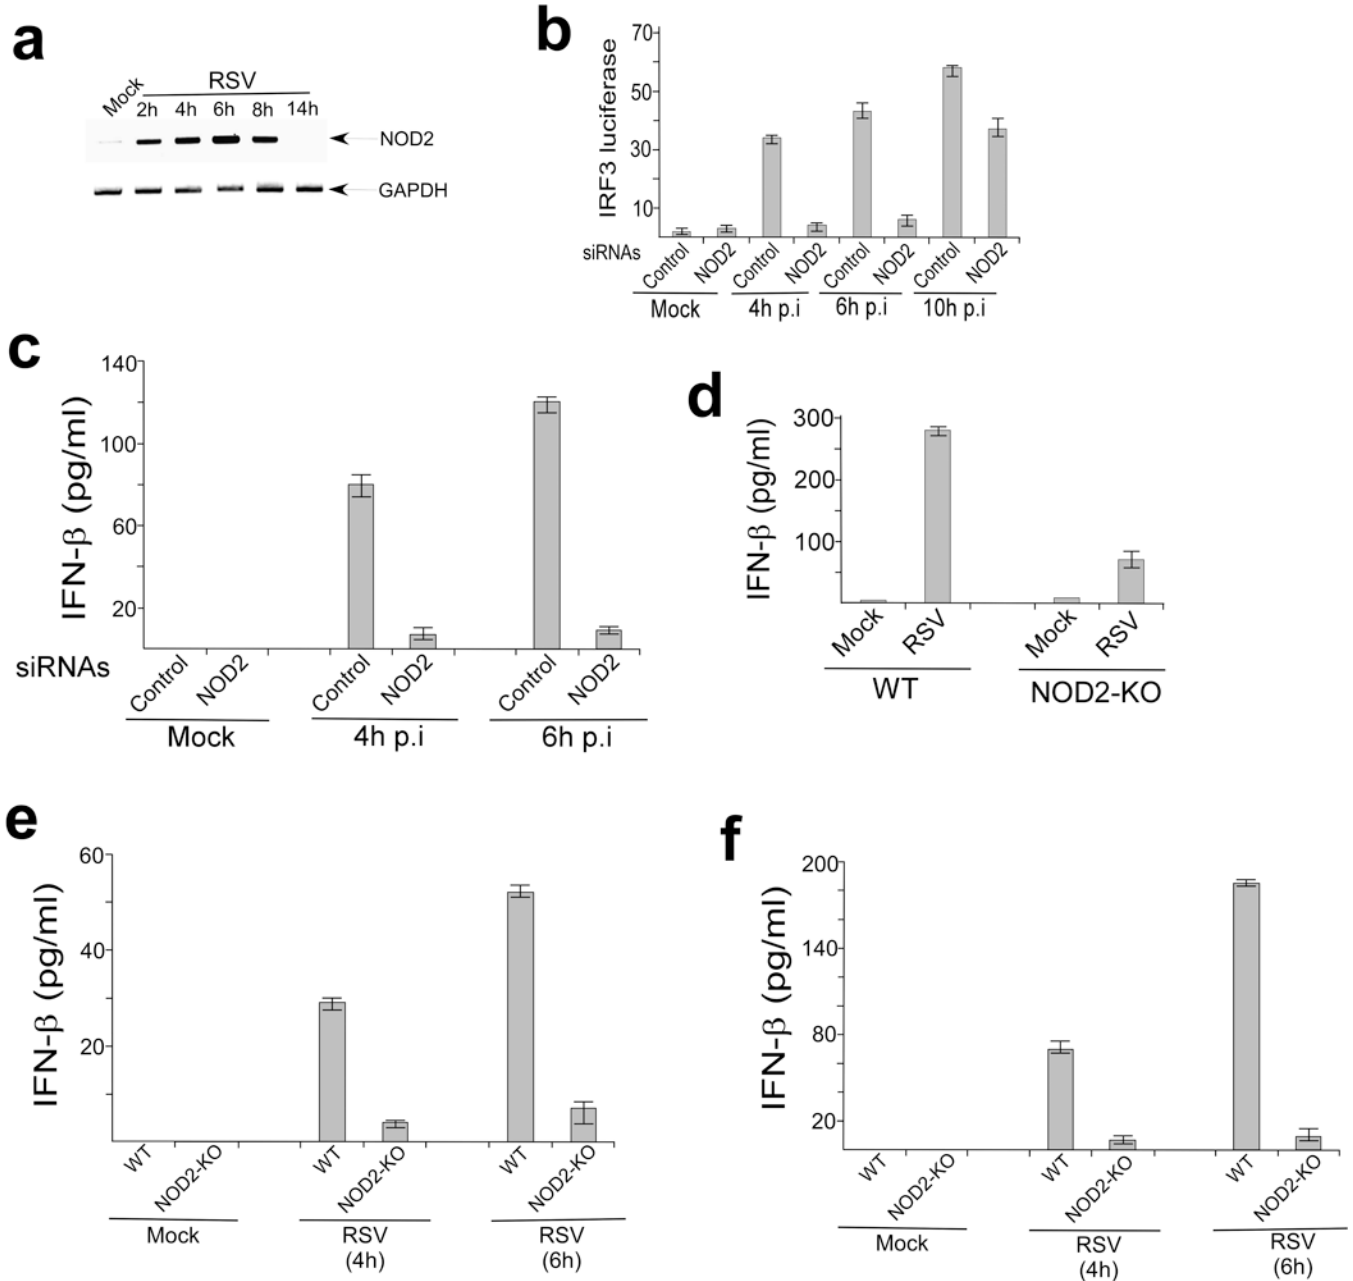 a
Mock
RSV
2h 4h 6h 8h 14h
NOD2
GAPDH
b
IRF3 luciferase
70
50
30
10
siRNAs
Control NOD2 Control NOD2 Control NOD2 Control NOD2
Mock 4h p.i 6h p.i 10h p.i
c
IFN-β (pg/ml)
140
100
60
20
siRNAs
Control NOD2 Control NOD2 Control NOD2
Mock 4h p.i 6h p.i
d
IFN-β (pg/ml)
300
200
100
Mock RSV Mock RSV
WT NOD2-KO
e
IFN-β (pg/ml)
60
40
20
WT NOD2-KO WT NOD2-KO WT NOD2-KO
Mock RSV RSV
(4h) (6h)
f
IFN-β (pg/ml)
200
140
80
20
WT NOD2-KO WT NOD2-KO WT NOD2-KO
Mock RSV RSV
(4h) (6h)